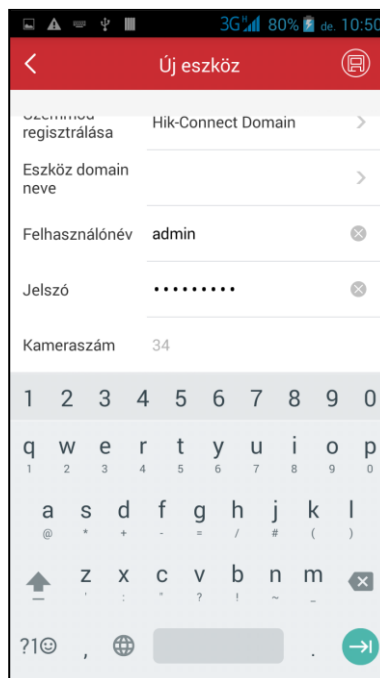 3G 80% de. 10:50
Új eszköz
regisztrálása
Hik-Connect Domain
Eszköz domain
neve
Felhasználónév admin
Jelszó •••••••••
Kameraszám 34
1 2 3 4 5 6 7 8 9 0
q w e r t y u i o p
1 2 3 4 5 6 7 8 9 0
a s d f g h j k l
@ * + - = / # ( )
z x c v b n m
' : " ? ! ~ _
?1☺ , .